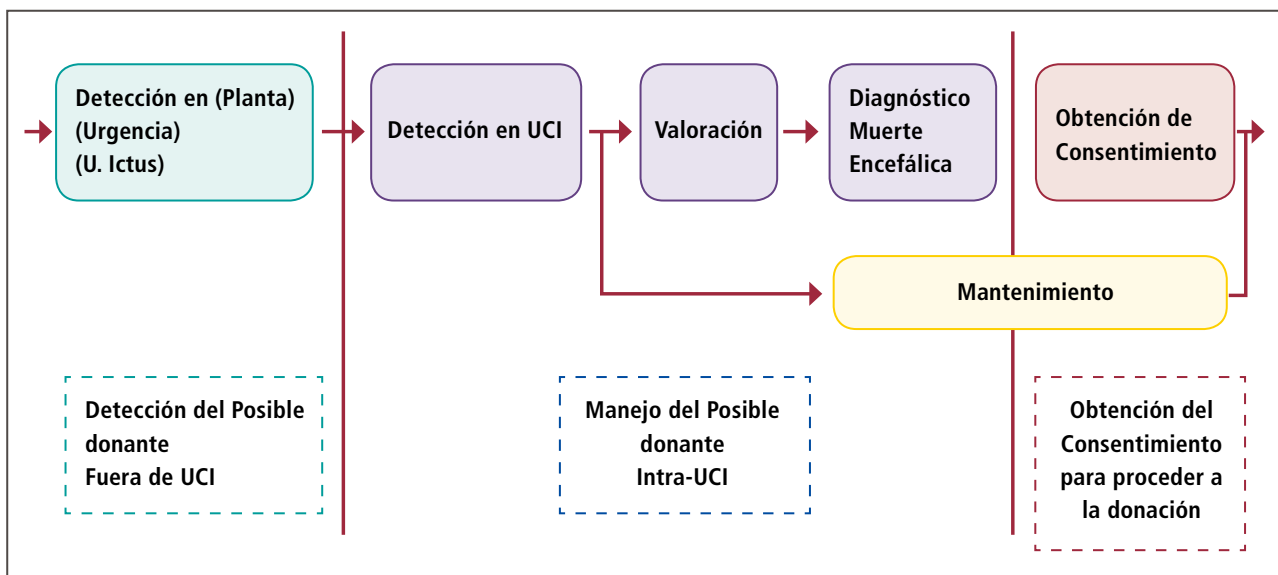 Detección en (Planta)
(Urgencia)
(U. Ictus)
Detección en UCI
Valoración
Diagnóstico
Muerte
Encefálica
Obtención de
Consentimiento
Mantenimiento
Detección del Posible
donante
Fuera de UCI
Manejo del Posible
donante
Intra-UCI
Obtención del
Consentimiento
para proceder a
la donación